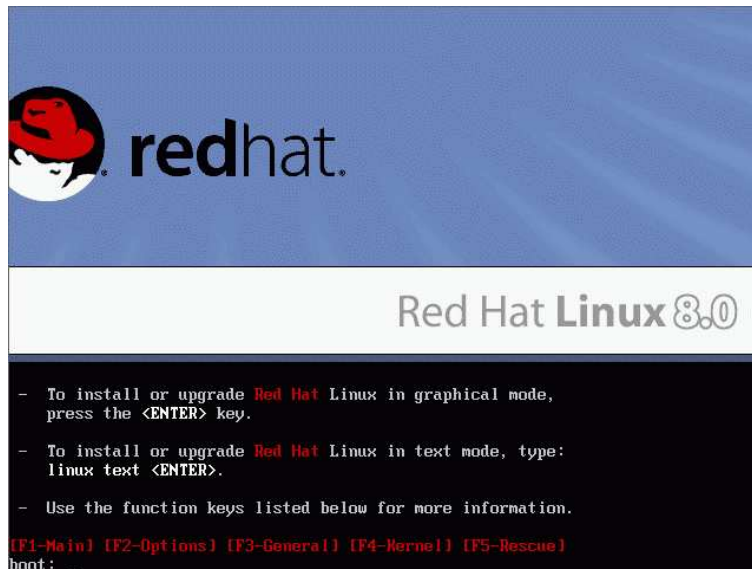 redhat.
Red Hat Linux 8.0
- To install or upgrade Red Hat Linux in graphical mode,
press the <ENTER> key.
- To install or upgrade Red Hat Linux in text mode, type:
linux text <ENTER>.
- Use the function keys listed below for more information.
[F1-Main] [F2-Options] [F3-General] [F4-Kernel] [F5-Rescue]
boot: